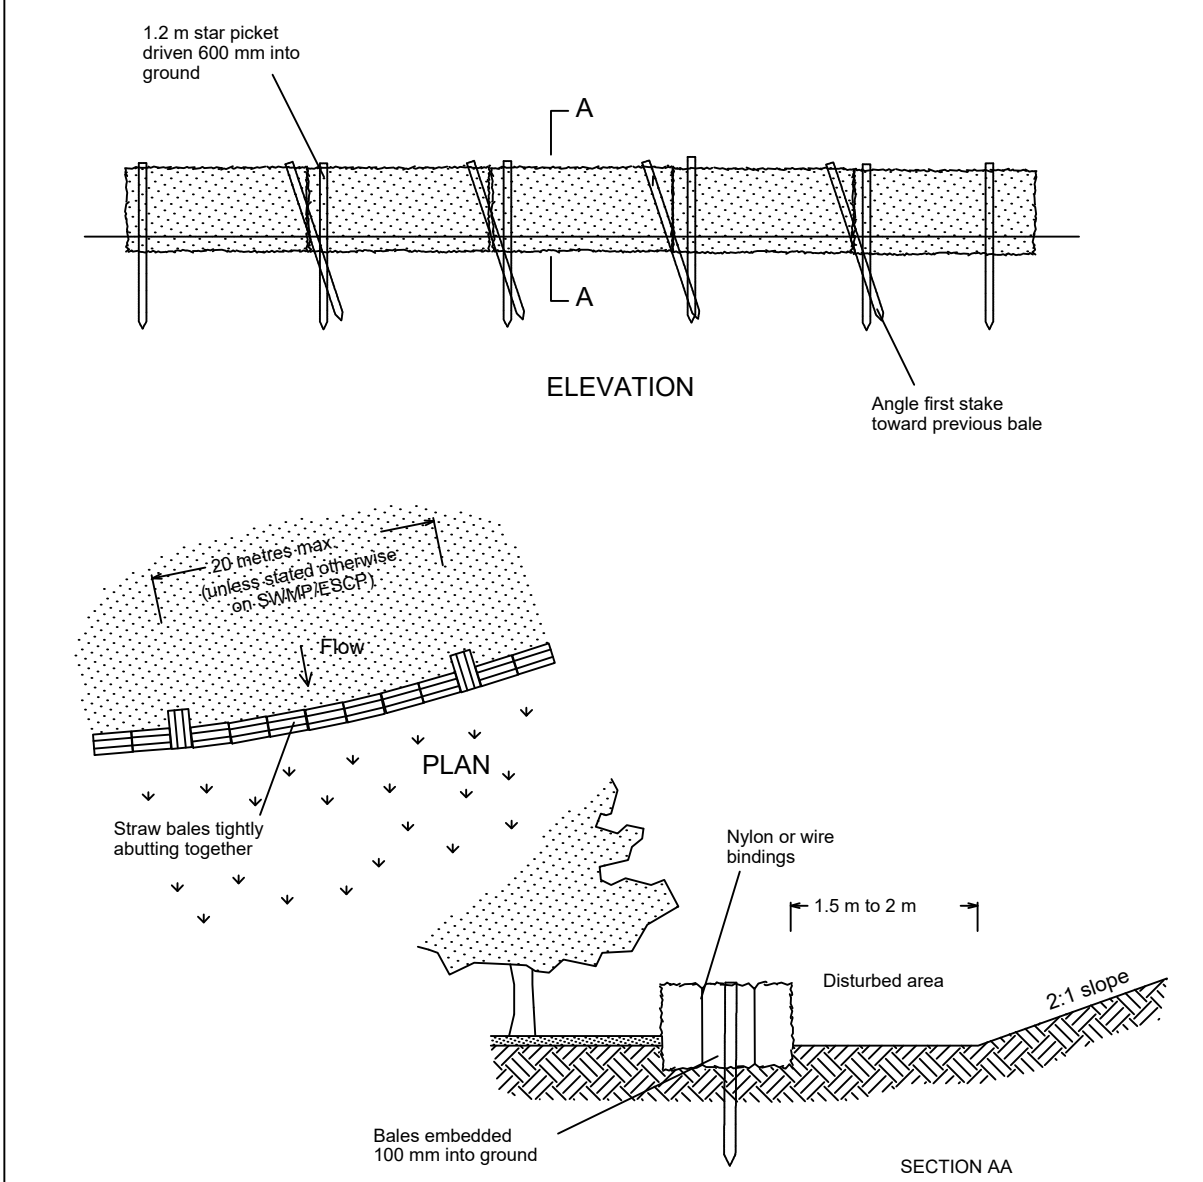 1.2 m star picket
driven 600 mm into
ground
A
A
ELEVATION
Angle first stake
toward previous bale
20 metres max.
(unless stated otherwise
on SWMP/ESCP)
Flow
PLAN
Straw bales tightly
abutting together
Nylon or wire
bindings
1.5 m to 2 m
Disturbed area
2:1 slope
Bales embedded
100 mm into ground
SECTION AA